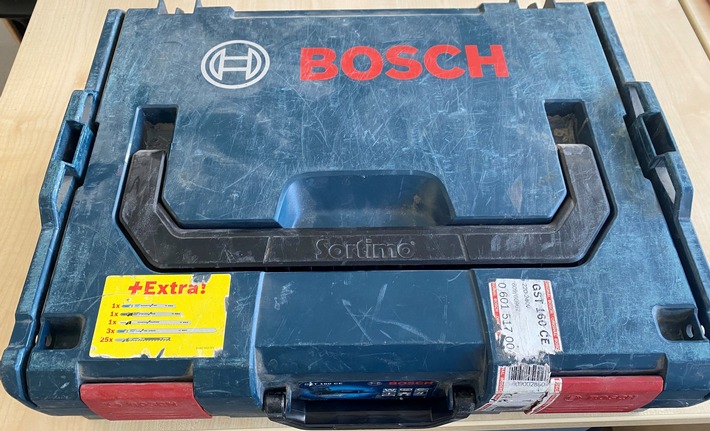 BOSCH
Sortimo
+Extra!
1x
1x
1x
3x
25x
GST 160 CE
0 601 517 00
BOSCH